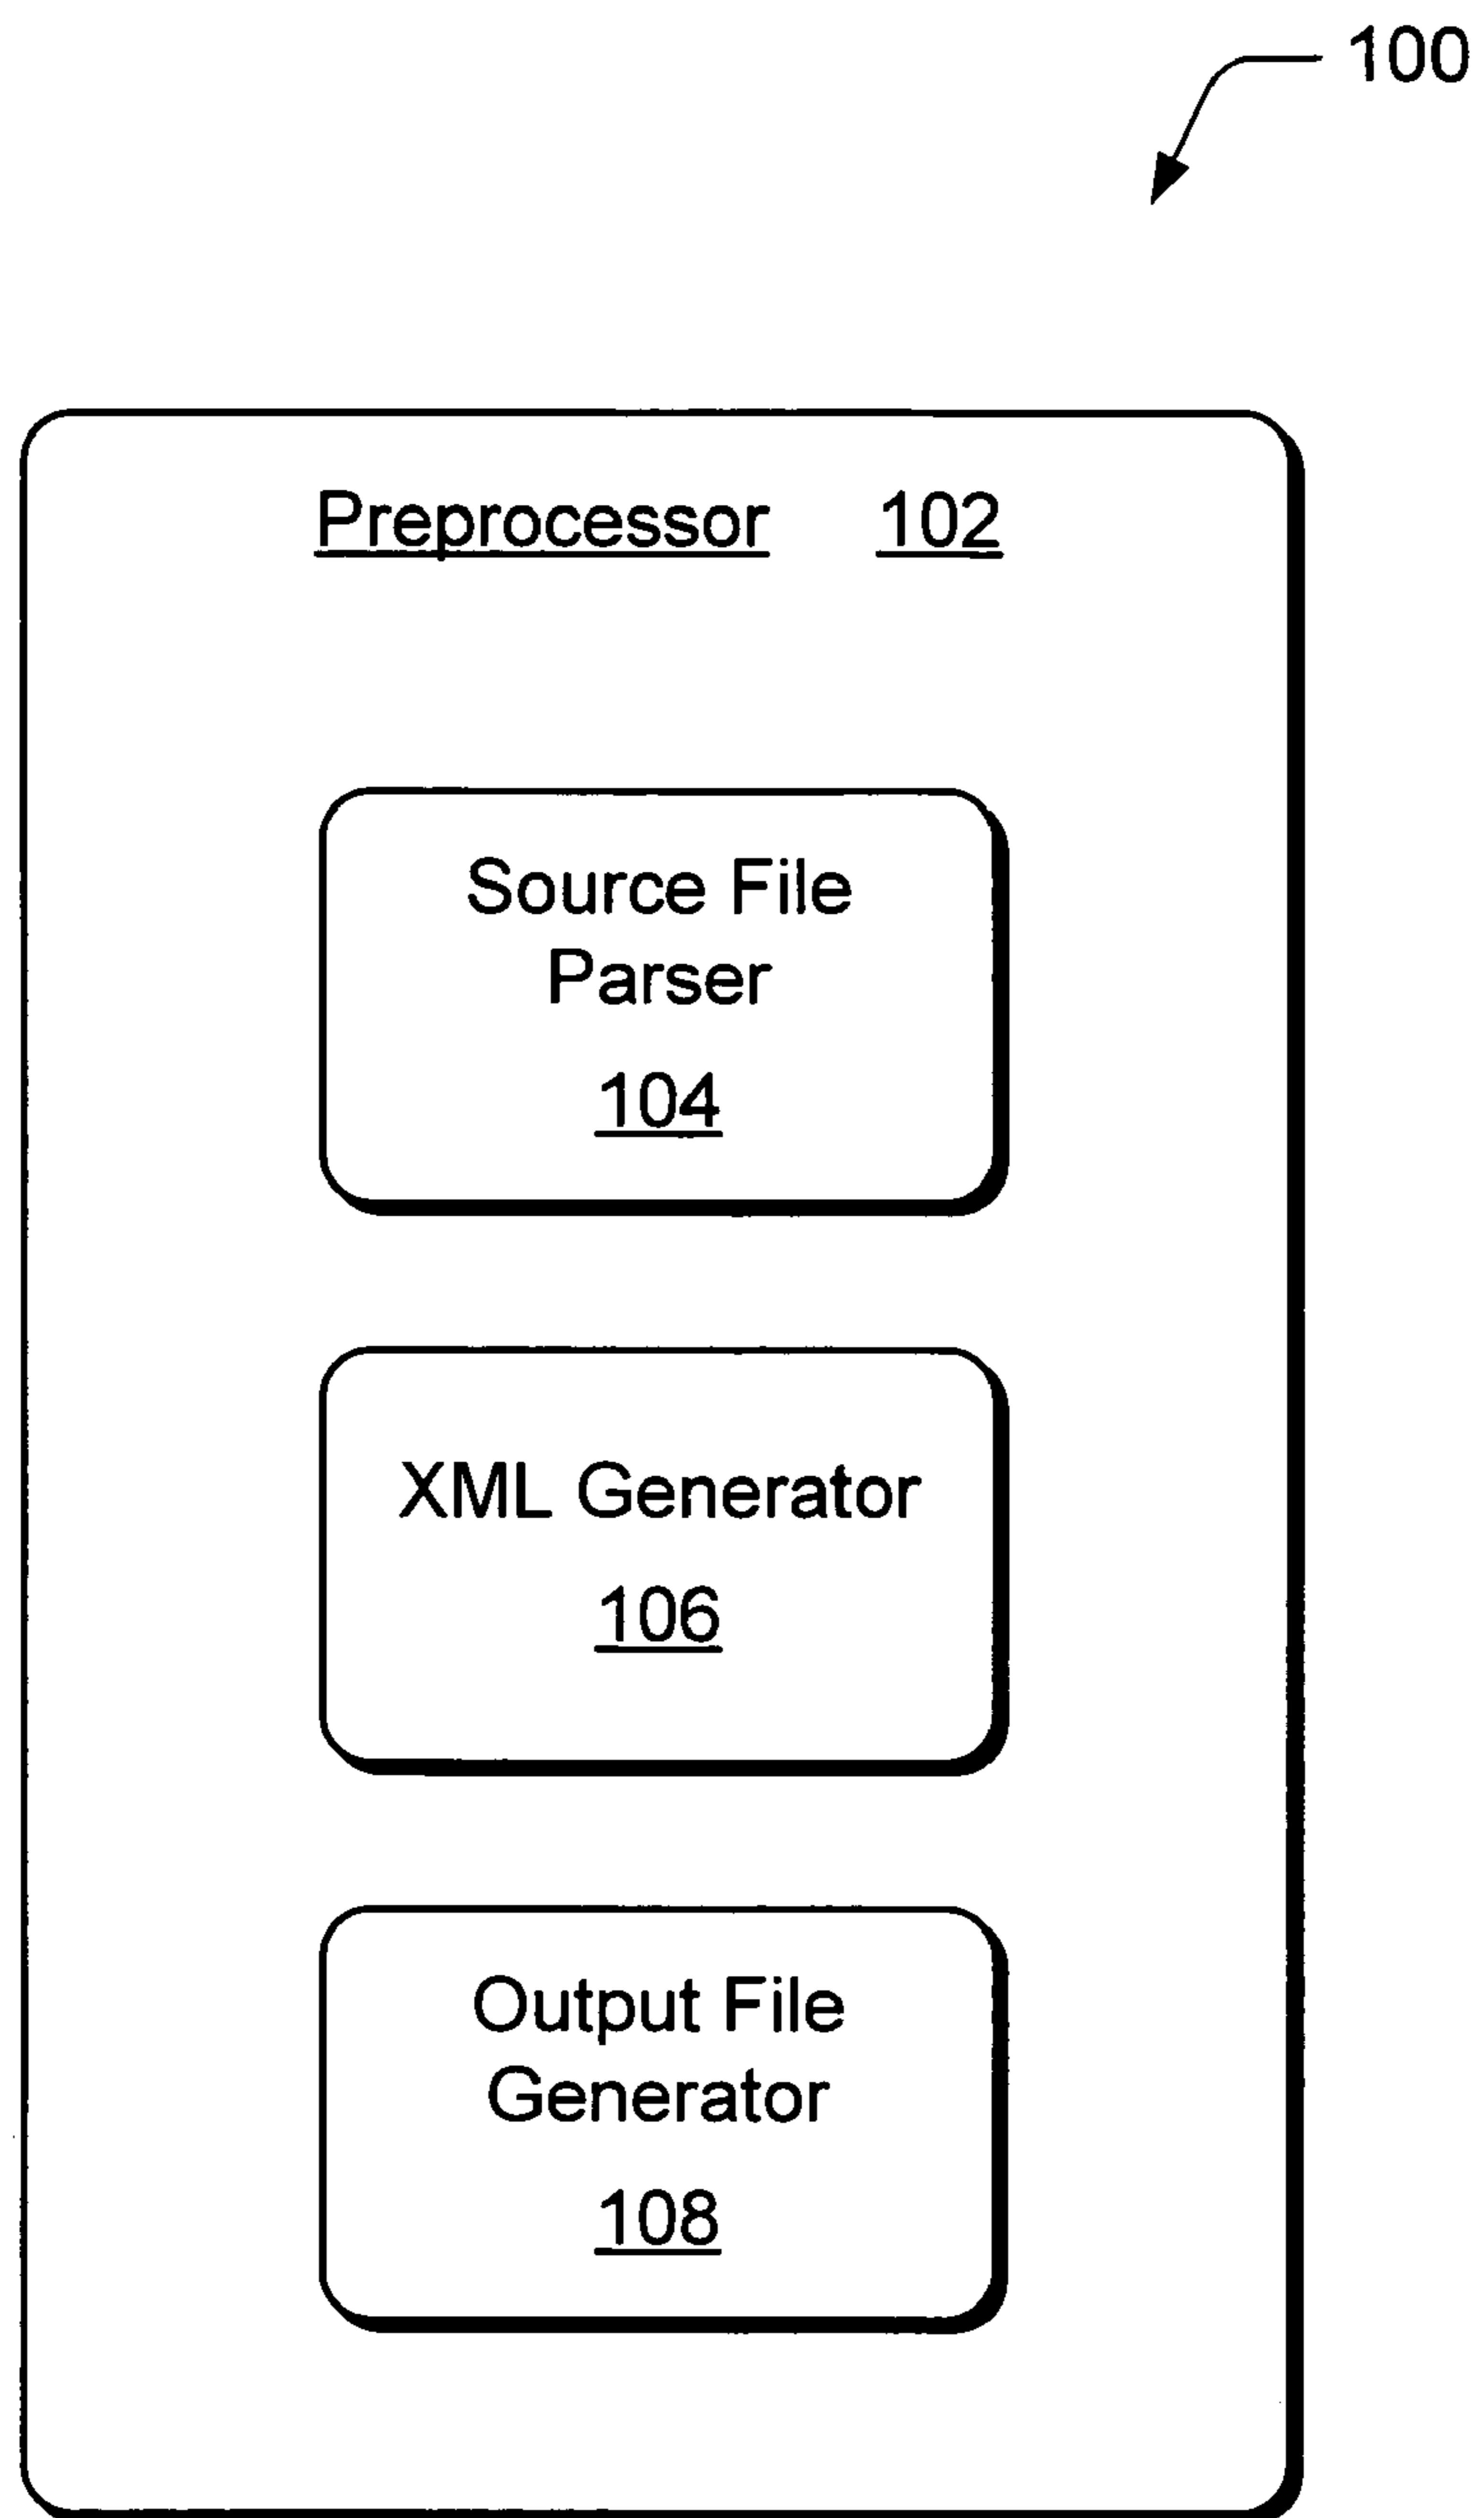 100
Preprocessor 102
Source File
Parser
104
XML Generator
106
Output File
Generator
108